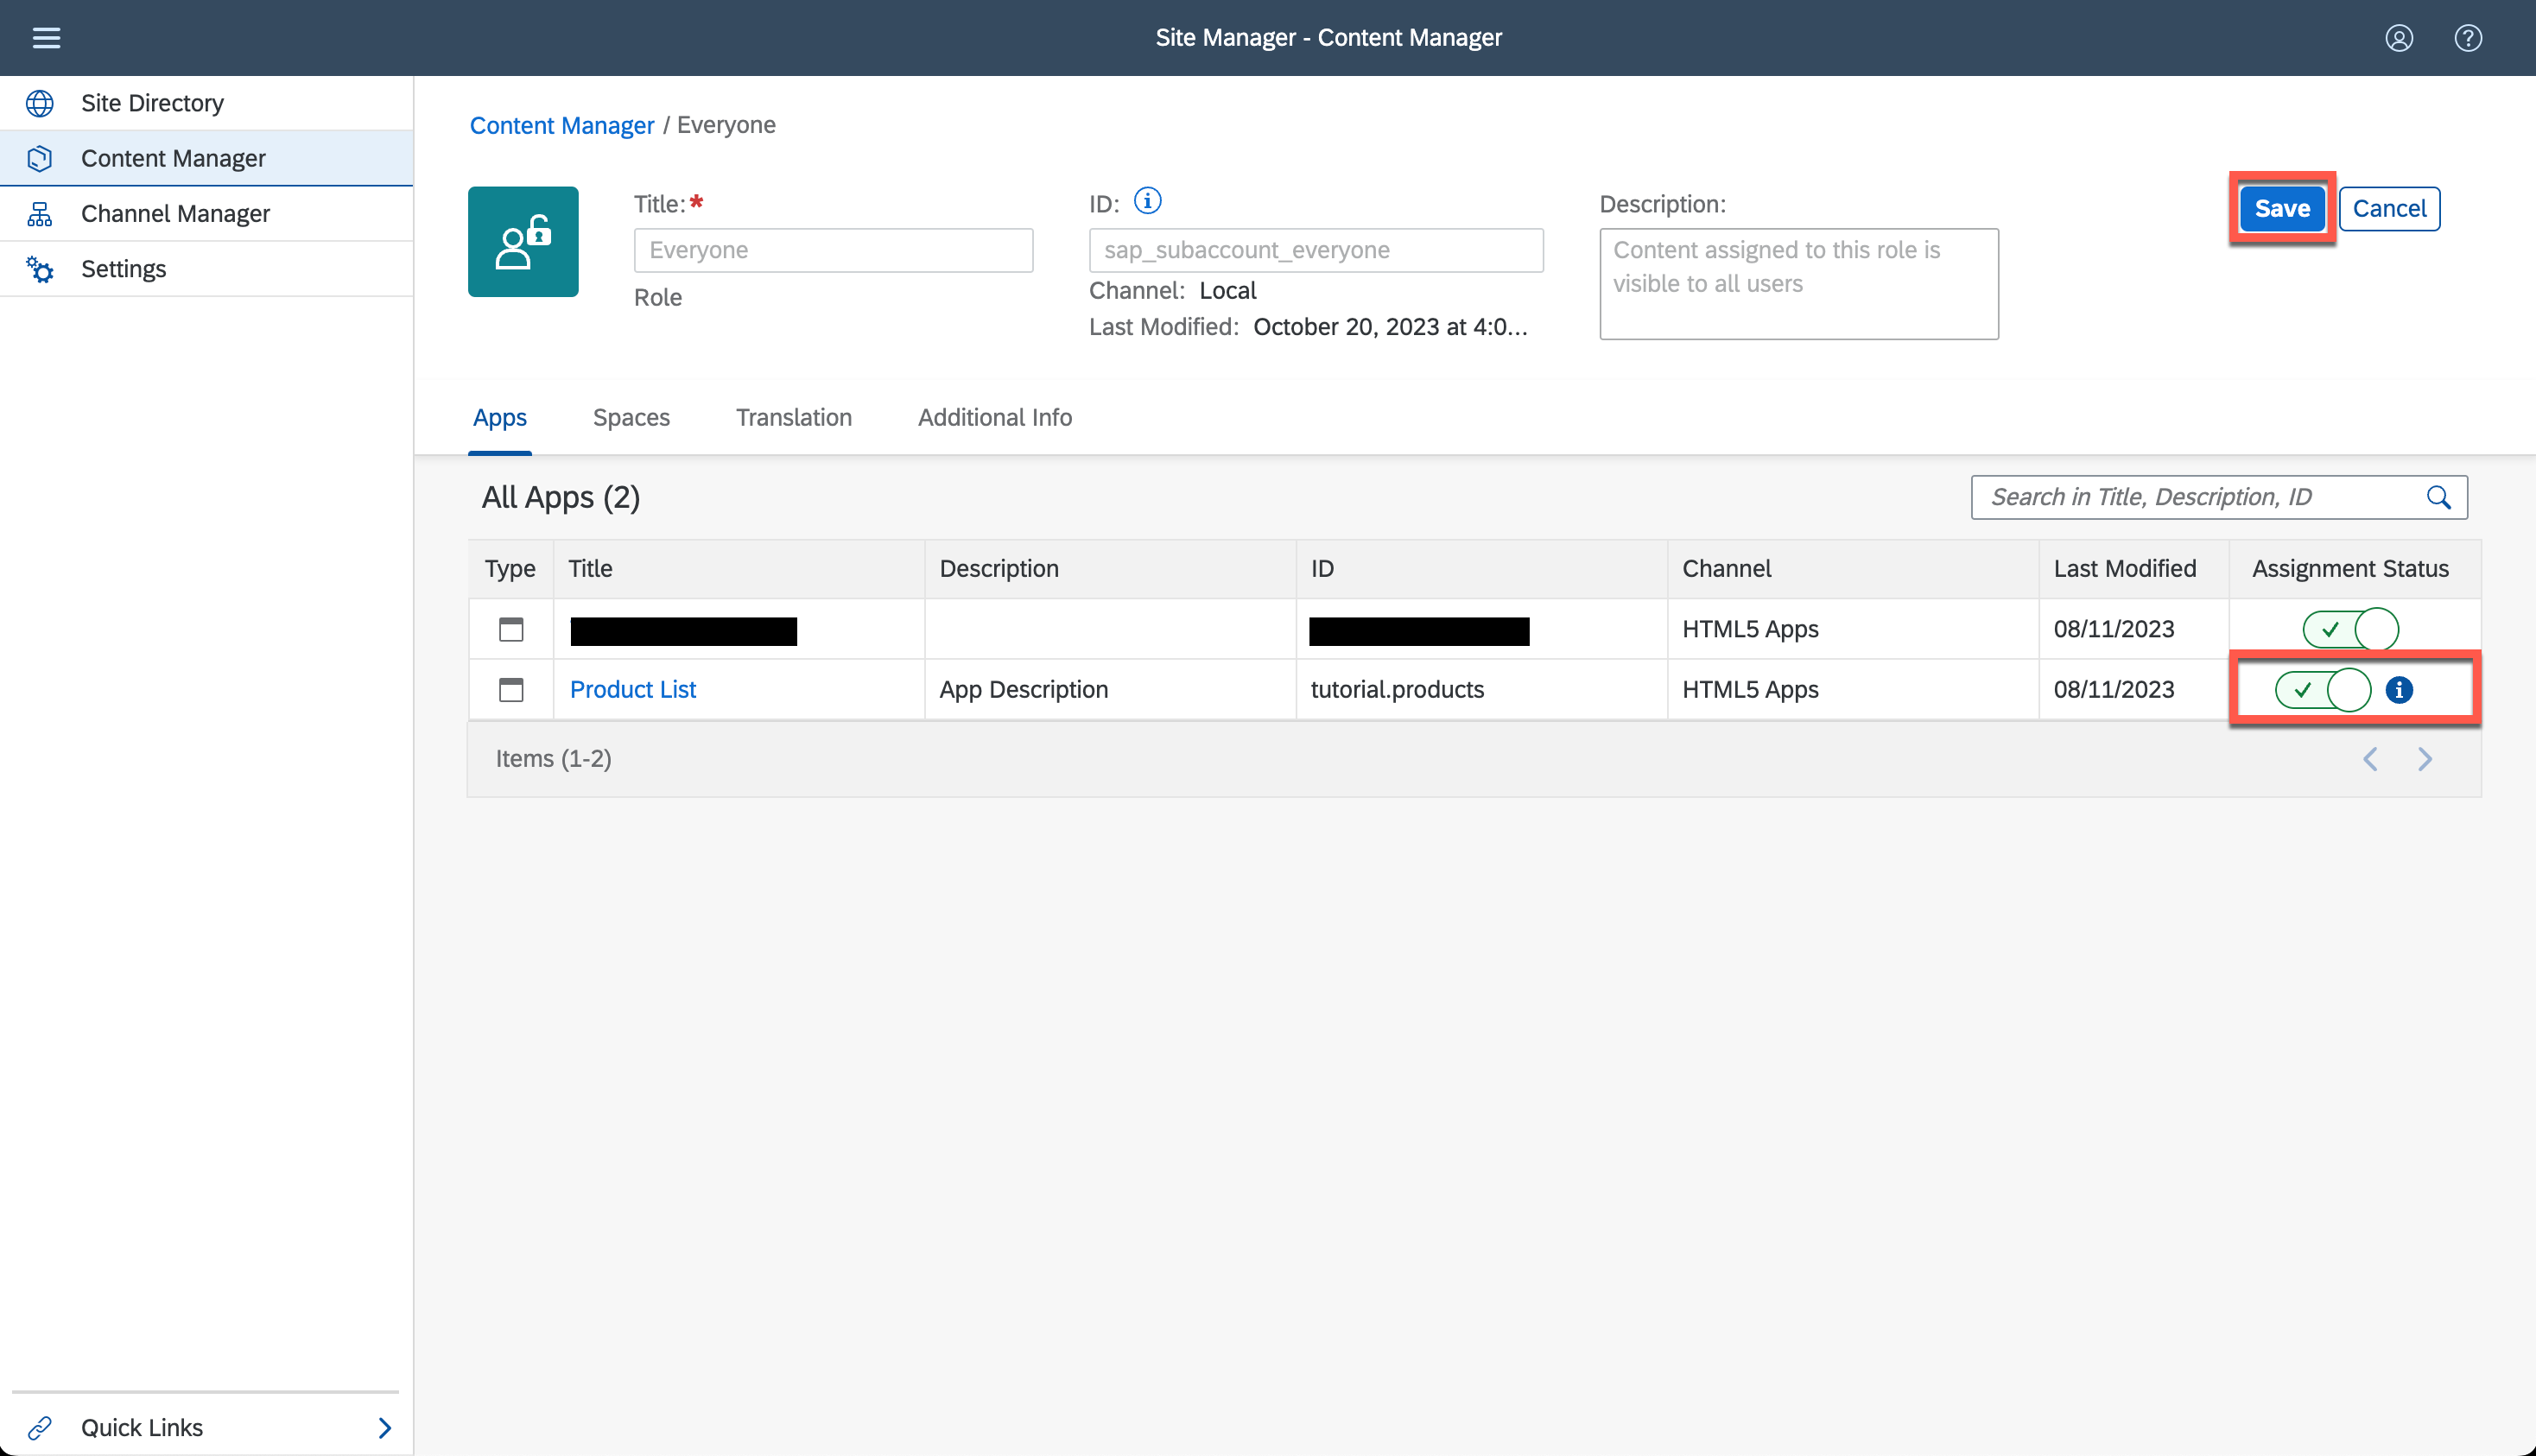 Site Manager - Content Manager
Site Directory
Content Manager
Channel Manager
Settings
Content Manager / Everyone
Title:*
Everyone
Role
ID:
sap_subaccount_everyone
Channel: Local
Last Modified: October 20, 2023 at 4:0...
Description:
Content assigned to this role is
visible to all users
Save Cancel
Apps Spaces Translation Additional Info
All Apps (2)
Search in Title, Description, ID
Type Title Description ID Channel Last Modified Assignment Status
HTML5 Apps 08/11/2023
Product List App Description tutorial.products HTML5 Apps 08/11/2023
Items (1-2)
Quick Links